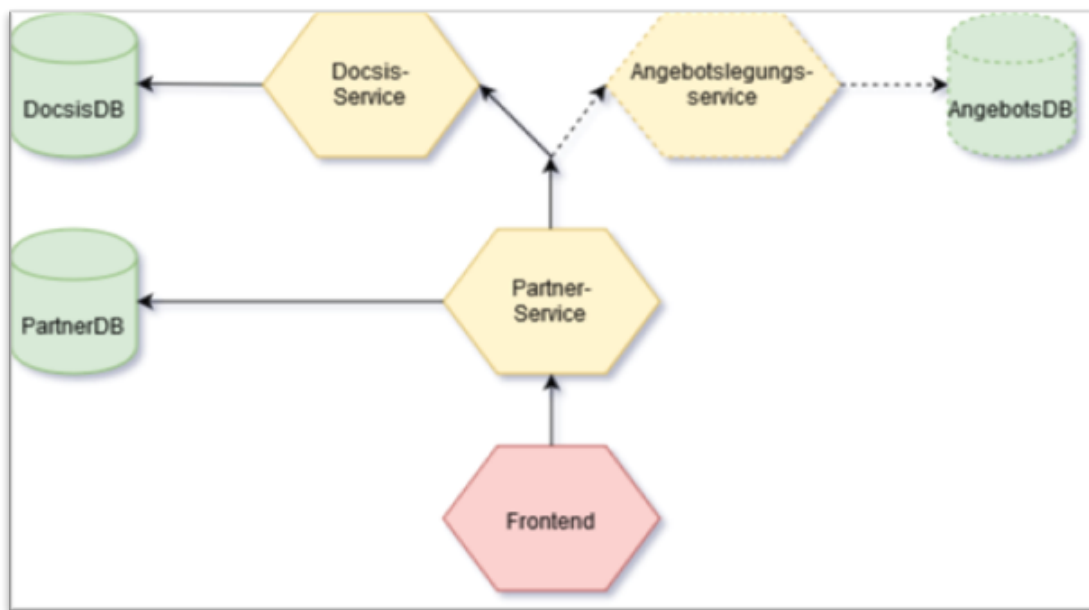 Docsis-
Service
Angebotslegungs-
service
DocsisDB
AngebotsDB
Partner-
Service
PartnerDB
Frontend